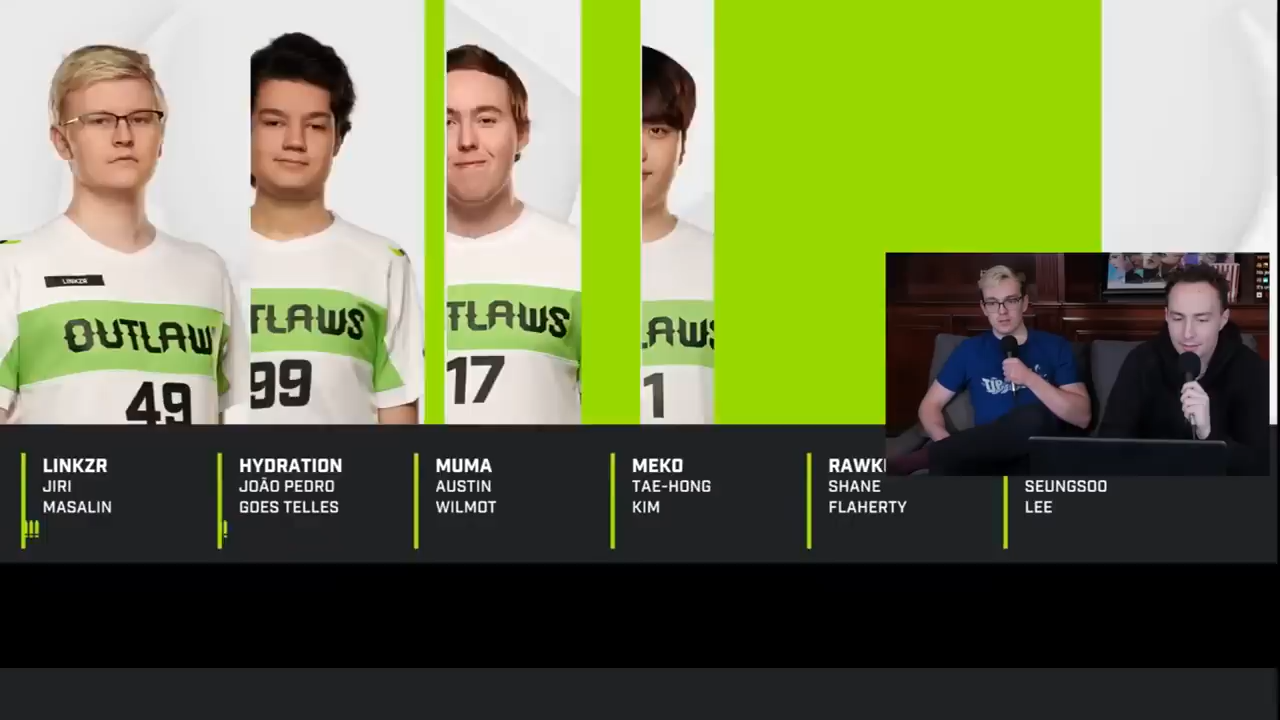 LINKZR
OUTLAW
TLAWS
TLAWS
LAWS
49
99
17
1
LINKZR
JIRI
MASALIN
!!!
HYDRATION
JOÃO PEDRO
GOES TELLES
!
MUMA
AUSTIN
WILMOT
MEKO
TAE-HONG
KIM
RAWK
SHANE
FLAHERTY
SEUNGSOO
LEE